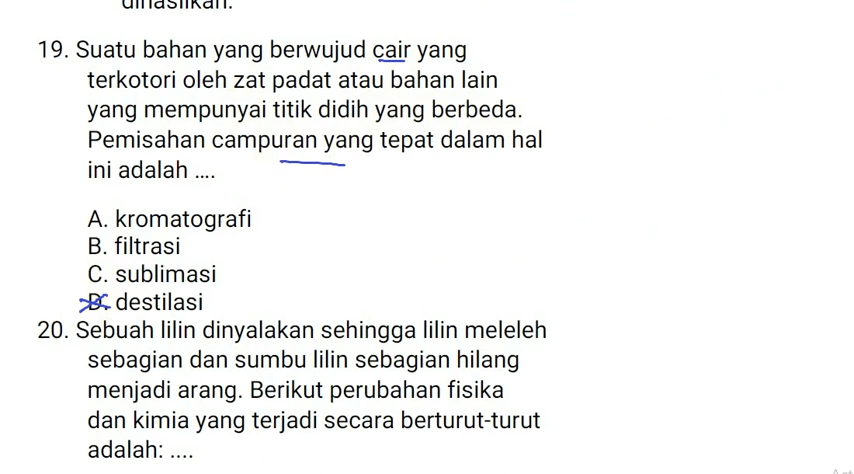 dihasilkan.
19. Suatu bahan yang berwujud cair yang
terkotori oleh zat padat atau bahan lain
yang mempunyai titik didih yang berbeda.
Pemisahan campuran yang tepat dalam hal
ini adalah ....
A. kromatografi
B. filtrasi
C. sublimasi
D. destilasi
20. Sebuah lilin dinyalakan sehingga lilin meleleh
sebagian dan sumbu lilin sebagian hilang
menjadi arang. Berikut perubahan fisika
dan kimia yang terjadi secara berturut-turut
adalah: ....